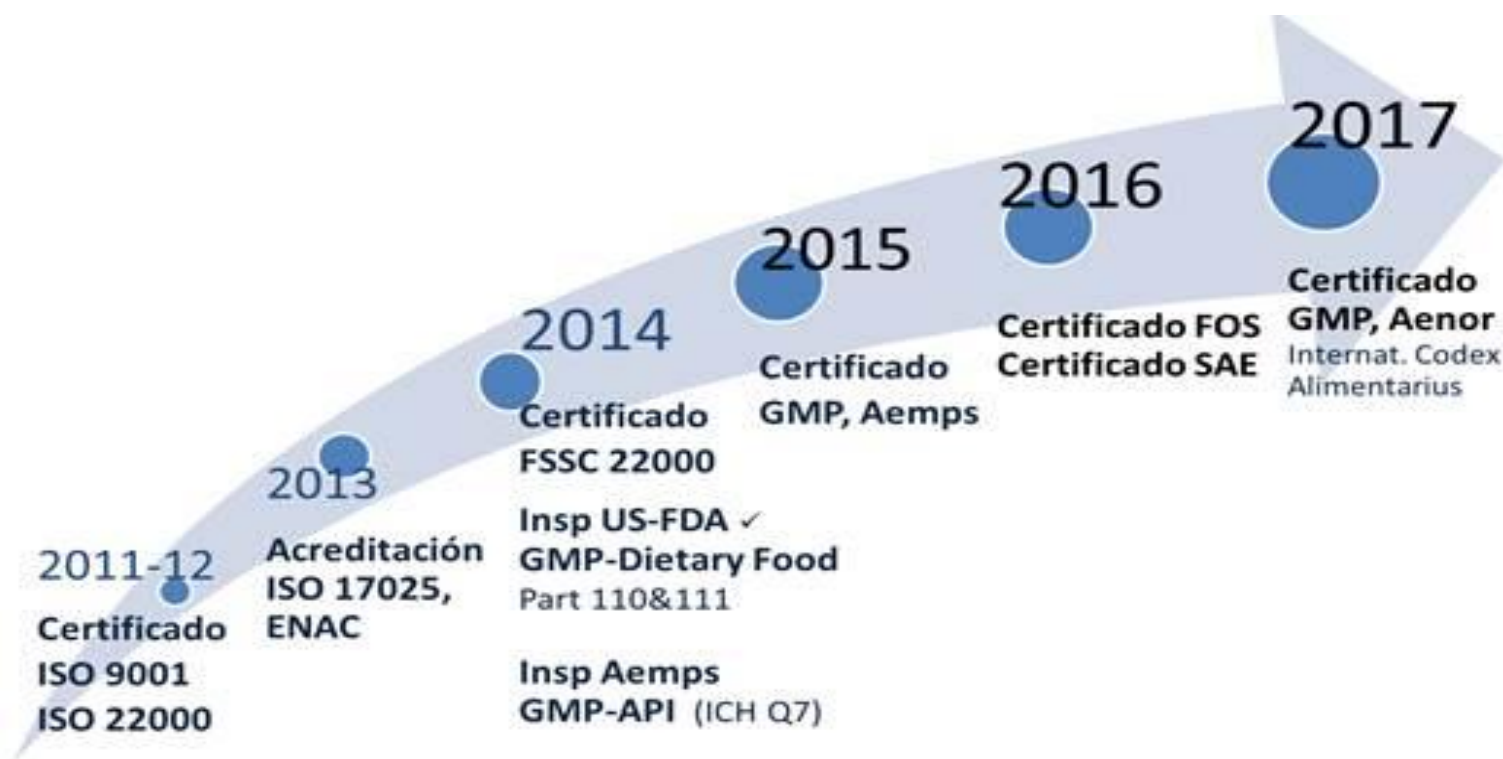 2011-12
Certificado
ISO 9001
ISO 22000
2013
Acreditación
ISO 17025,
ENAC
2014
Certificado
FSSC 22000
Insp US-FDA ✓
GMP-Dietary Food
Part 110&111
Insp Aemps
GMP-API (ICH Q7)
2015
Certificado
GMP, Aemps
2016
Certificado FOS
Certificado SAE
2017
Certificado
GMP, Aenor
Internat. Codex
Alimentarius